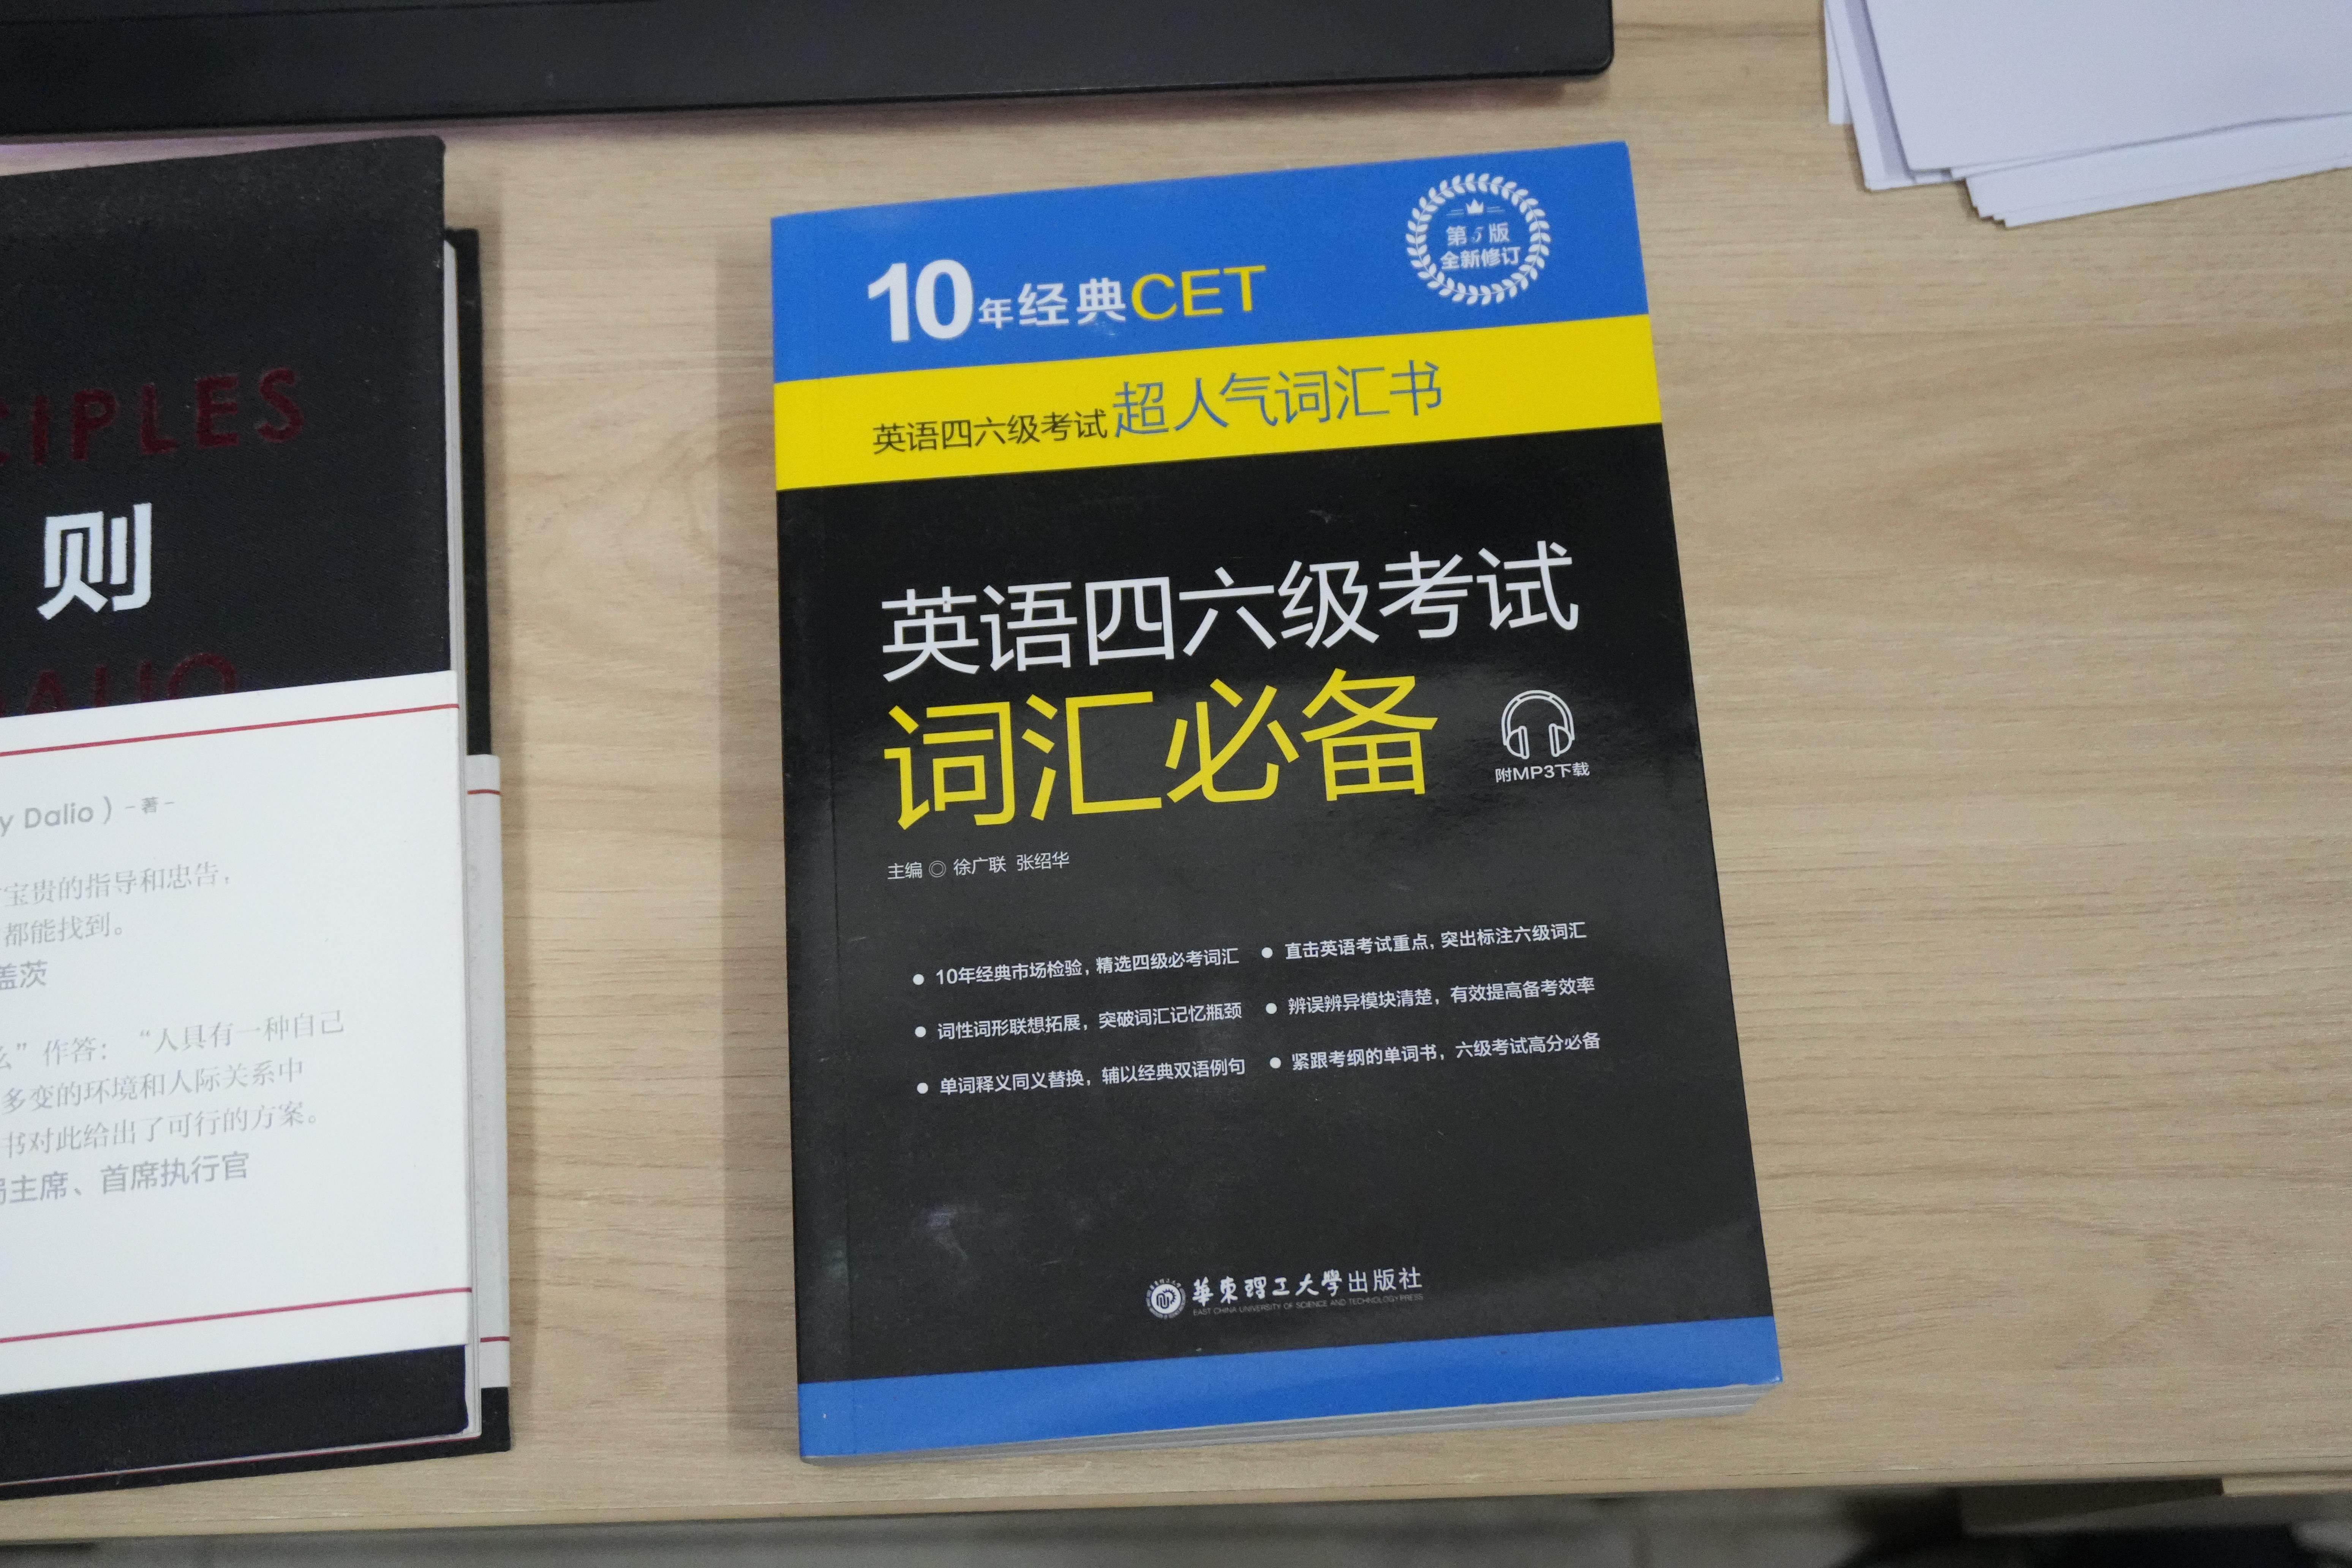 CIPLES
则
DALIO
y Dalio) - 著 -
宝贵的指导和忠告，
都能找到。
盖茨
么”作答：“人具有一种自己
多变的环境和人际关系中
书对此给出了可行的方案。
局主席、首席执行官
10年经典CET
第5版
全新修订
英语四六级考试超人气词汇书
英语四六级考试
词汇必备
附MP3下载
主编◎徐广联 张绍华
● 10年经典市场检验，精选四级必考词汇
● 直击英语考试重点，突出标注六级词汇
● 词性词形联想拓展，突破词汇记忆瓶颈
● 辨误辨异模块清楚，有效提高备考效率
● 单词释义同义替换，辅以经典双语例句
● 紧跟考纲的单词书，六级考试高分必备
華東理工大學出版社
EAST CHINA UNIVERSITY OF SCIENCE AND TECHNOLOGY PRESS